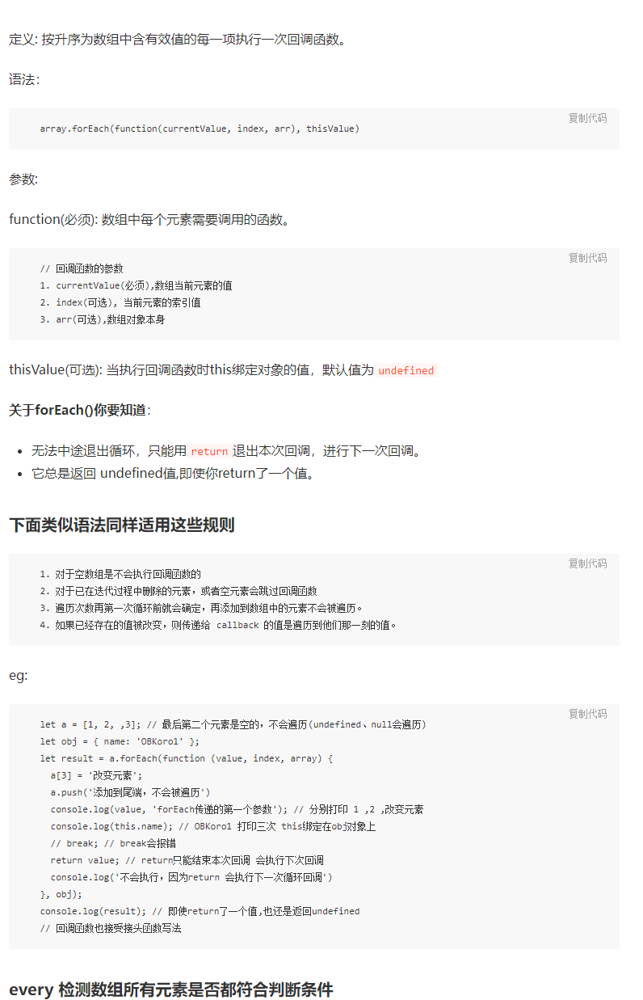 定义: 按升序为数组中含有效值的每一项执行一次回调函数。
语法：
复制代码
array.forEach(function(currentValue, index, arr), thisValue)
参数:
function(必须): 数组中每个元素需要调用的函数。
复制代码
// 回调函数的参数
1. currentValue(必须),数组当前元素的值
2. index(可选), 当前元素的索引值
3. arr(可选),数组对象本身
thisValue(可选): 当执行回调函数时this绑定对象的值，默认值为 undefined
关于forEach()你要知道：
• 无法中途退出循环，只能用 return 退出本次回调，进行下一次回调。
• 它总是返回 undefined值,即使你return了一个值。
下面类似语法同样适用这些规则
复制代码
1. 对于空数组是不会执行回调函数的
2. 对于已在迭代过程中删除的元素，或者空元素会跳过回调函数
3. 遍历次数再第一次循环前就会确定，再添加到数组中的元素不会被遍历。
4. 如果已经存在的值被改变，则传递给 callback 的值是遍历到他们那一刻的值。
eg:
复制代码
let a = [1, 2, ,3]; // 最后第二个元素是空的，不会遍历(undefined、null会遍历)
let obj = { name: 'OBKoro1' };
let result = a.forEach(function (value, index, array) {
a[3] = '改变元素';
a.push('添加到尾端，不会被遍历')
console.log(value, 'forEach传递的第一个参数'); // 分别打印 1 ,2 ,改变元素
console.log(this.name); // OBKoro1 打印三次 this绑定在obj对象上
// break; // break会报错
return value; // return只能结束本次回调 会执行下次回调
console.log('不会执行，因为return 会执行下一次循环回调')
}, obj);
console.log(result); // 即使return了一个值,也还是返回undefined
// 回调函数也接受接头函数写法
every 检测数组所有元素是否都符合判断条件